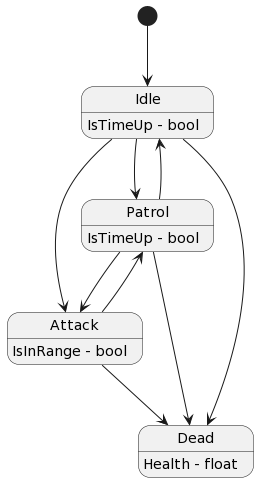 Idle
IsTimeUp - bool
Patrol
IsTimeUp - bool
Attack
IsInRange - bool
Dead
Health - float